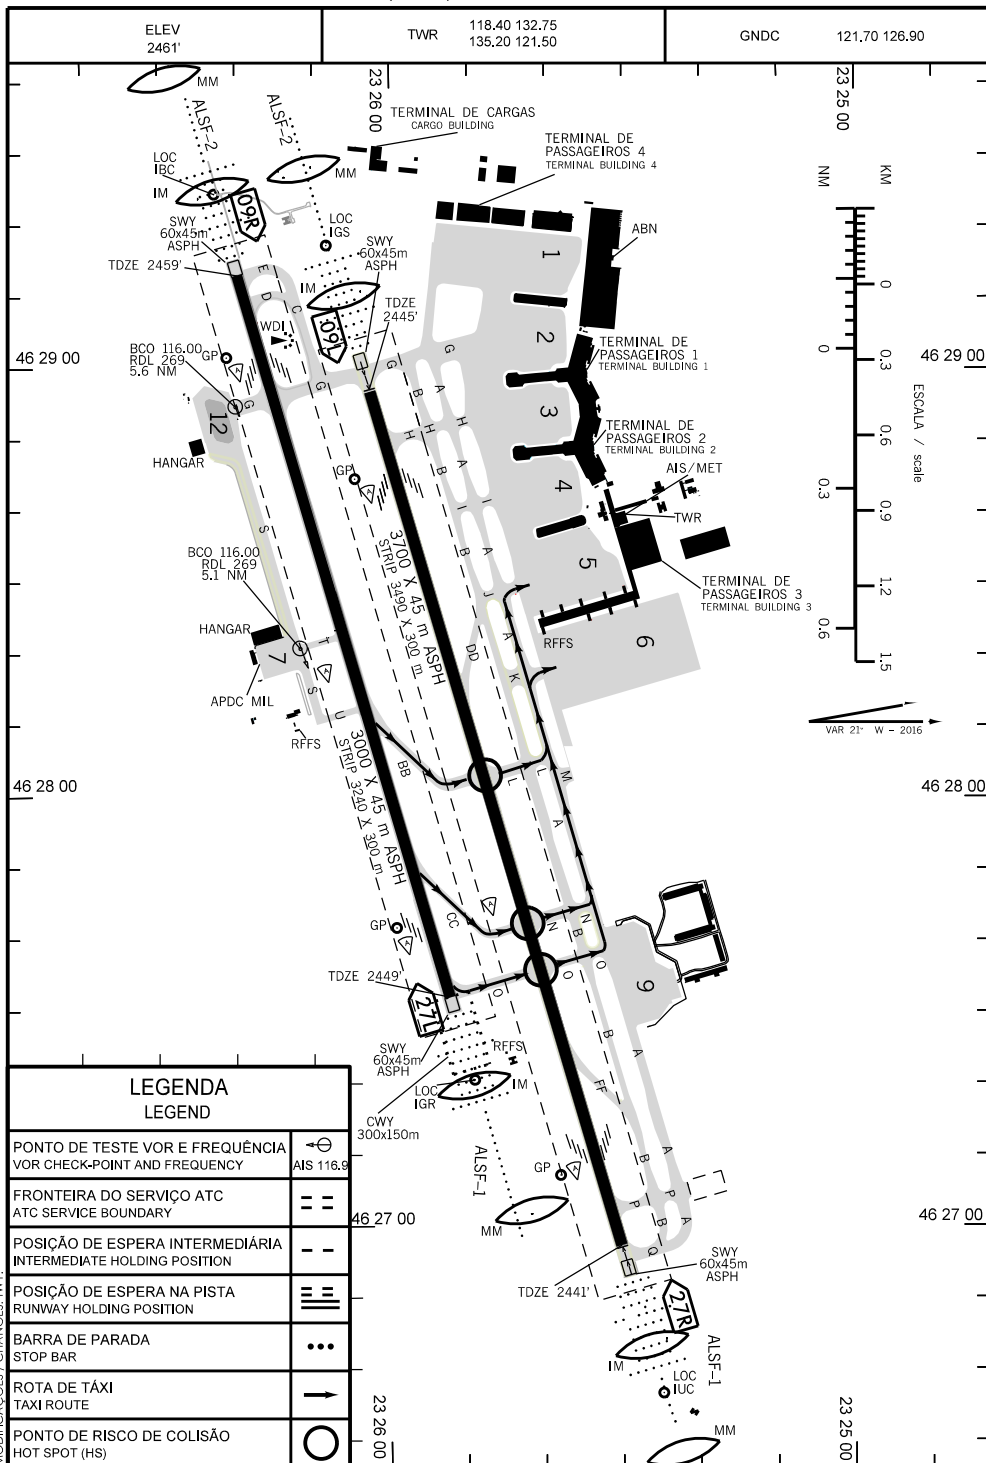 ELEV
2461'
TWR
118.40 132.75
135.20 121.50
GNDC
121.70 126.90
MM
ALSF-2
ALSF-2
23 26 00
23 25 00
TERMINAL DE CARGAS
CARGO BUILDING
TERMINAL DE
PASSAGEIROS 4
TERMINAL BUILDING 4
LOC
IBC
IM
MM
NM
KM
09R
SWY
60x45m
ASPH
LOC
IGS
SWY
60x45m
ASPH
ABN
1
TDZE 2459'
E
D
C
IM
09L
TDZE
2445'
0
0
WDI
2
TERMINAL DE
PASSAGEIROS 1
TERMINAL BUILDING 1
BCO 116.00
RDL 269
5.6 NM
GP
A
G
G
G
G
46 29 00
46 29 00
0.3
ESCALA / scale
B
A
H
H
H
3
12
HANGAR
TERMINAL DE
PASSAGEIROS 2
TERMINAL BUILDING 2
0.6
AIS/MET
GP
A
B
A
I
I
4
0.3
0.9
TWR
S
3700 X 45 m ASPH
STRIP 3490 X 300 m
B
A
J
5
BCO 116.00
RDL 269
5.1 NM
TERMINAL DE
PASSAGEIROS 3
TERMINAL BUILDING 3
1.2
HANGAR
T
7
A
S
DD
A
K
RFFS
6
0.6
1.5
APDC MIL
U
RFFS
VAR 21° W - 2016
3000 X 45 m ASPH
STRIP 3240 X 300 m
BB
L
L
M
A
46 28 00
46 28 00
GP
A
CC
A
N
N
B
TDZE 2449'
O
O
O
9
27L
SWY
60x45m
ASPH
RFFS
B
A
LOC
IGR
IM
CWY
300x150m
FF
ALSF-1
GP
A
B
A
P
P
B
A
Q
MM
46 27 00
46 27 00
SWY
60x45m
ASPH
TDZE 2441'
27R
IM
ALSF-1
LOC
IUC
MM
23 26 00
23 25 00
LEGENDA
LEGEND
PONTO DE TESTE VOR E FREQUÊNCIA
VOR CHECK-POINT AND FREQUENCY
AIS 116.9
FRONTEIRA DO SERVIÇO ATC
ATC SERVICE BOUNDARY
POSIÇÃO DE ESPERA INTERMEDIÁRIA
INTERMEDIATE HOLDING POSITION
POSIÇÃO DE ESPERA NA PISTA
RUNWAY HOLDING POSITION
BARRA DE PARADA
STOP BAR
ROTA DE TÁXI
TAXI ROUTE
PONTO DE RISCO DE COLISÃO
HOT SPOT (HS)